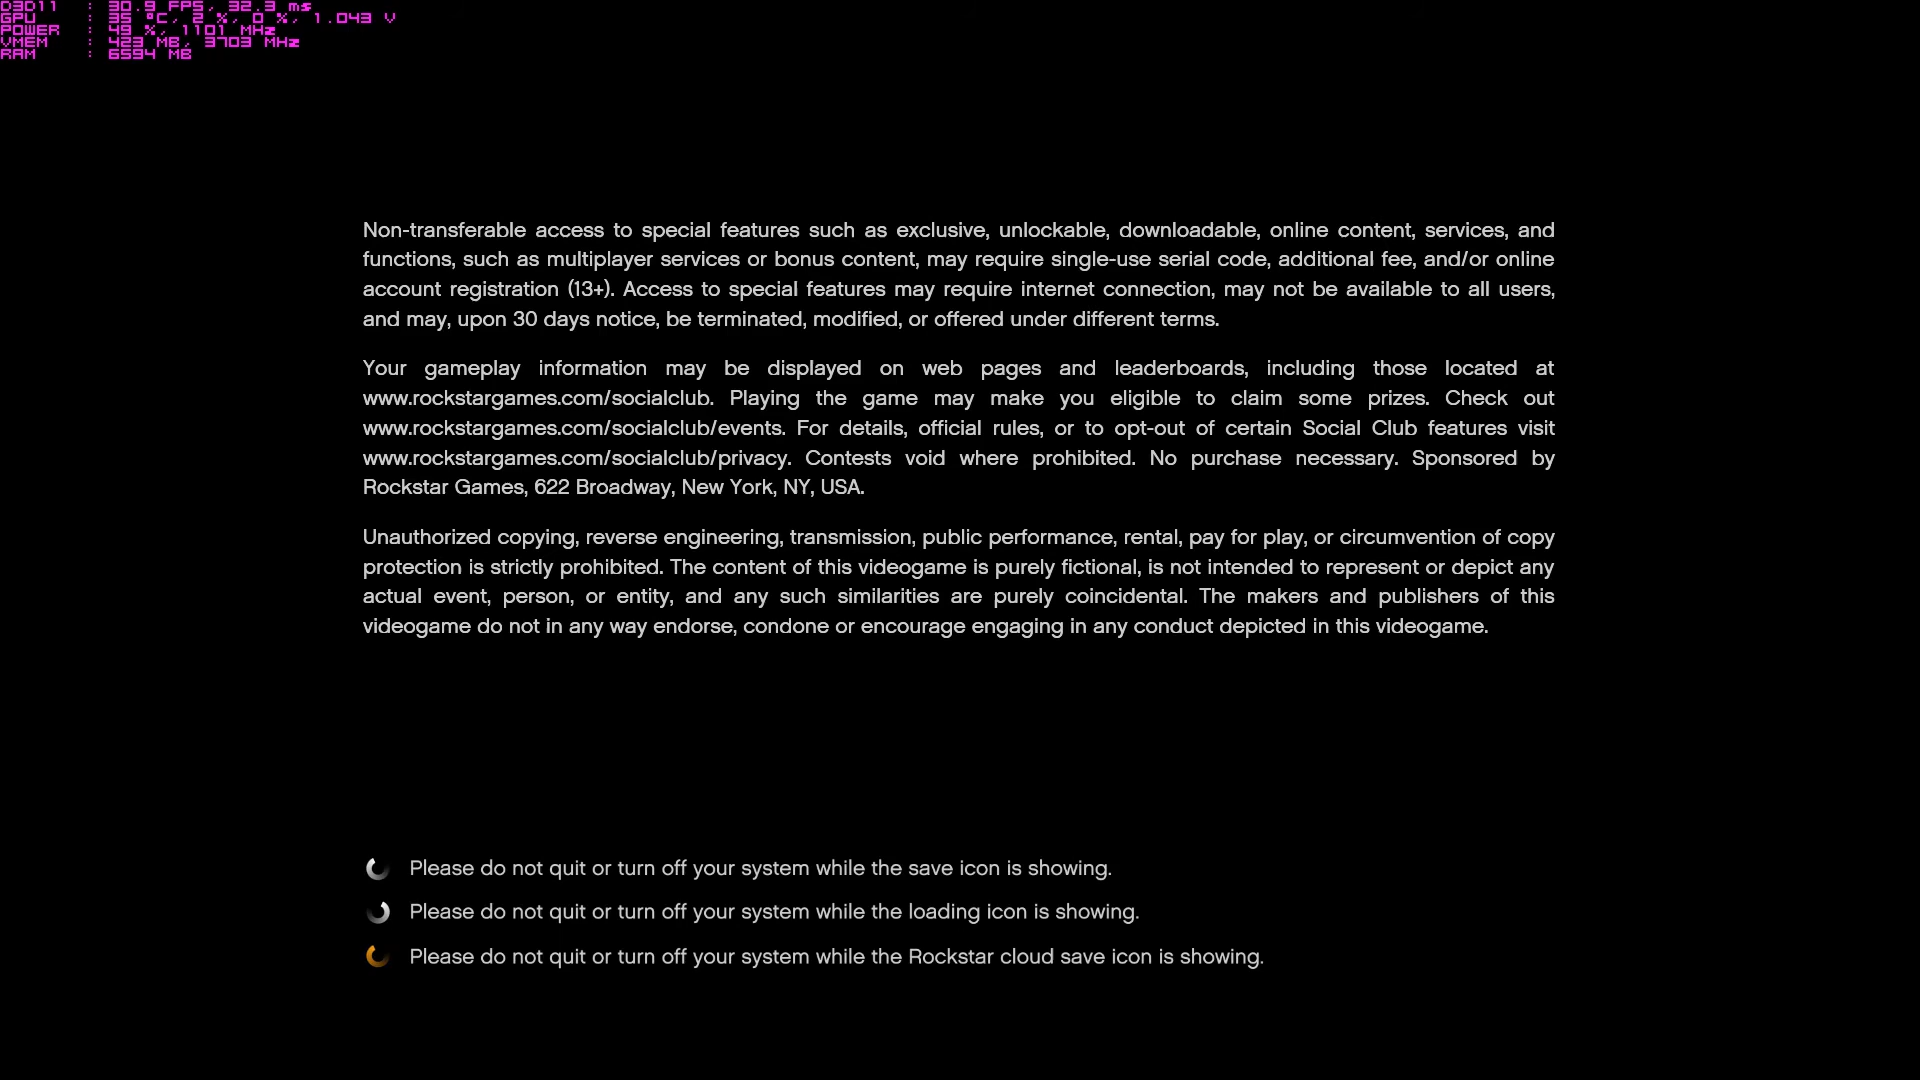 D3D11 : 30.9 FPS, 32.3 ms
GPU : 35 °C, 2 %, 0 %, 1.043 V
POWER : 49 %, 1101 MHz
VMEM : 423 MB, 3703 MHz
RAM : 6594 MB
Non-transferable access to special features such as exclusive, unlockable, downloadable, online content, services, and
functions, such as multiplayer services or bonus content, may require single-use serial code, additional fee, and/or online
account registration (13+). Access to special features may require internet connection, may not be available to all users,
and may, upon 30 days notice, be terminated, modified, or offered under different terms.
Your gameplay information may be displayed on web pages and leaderboards, including those located at
www.rockstargames.com/socialclub. Playing the game may make you eligible to claim some prizes. Check out
www.rockstargames.com/socialclub/events. For details, official rules, or to opt-out of certain Social Club features visit
www.rockstargames.com/socialclub/privacy. Contests void where prohibited. No purchase necessary. Sponsored by
Rockstar Games, 622 Broadway, New York, NY, USA.
Unauthorized copying, reverse engineering, transmission, public performance, rental, pay for play, or circumvention of copy
protection is strictly prohibited. The content of this videogame is purely fictional, is not intended to represent or depict any
actual event, person, or entity, and any such similarities are purely coincidental. The makers and publishers of this
videogame do not in any way endorse, condone or encourage engaging in any conduct depicted in this videogame.
Please do not quit or turn off your system while the save icon is showing.
Please do not quit or turn off your system while the loading icon is showing.
Please do not quit or turn off your system while the Rockstar cloud save icon is showing.